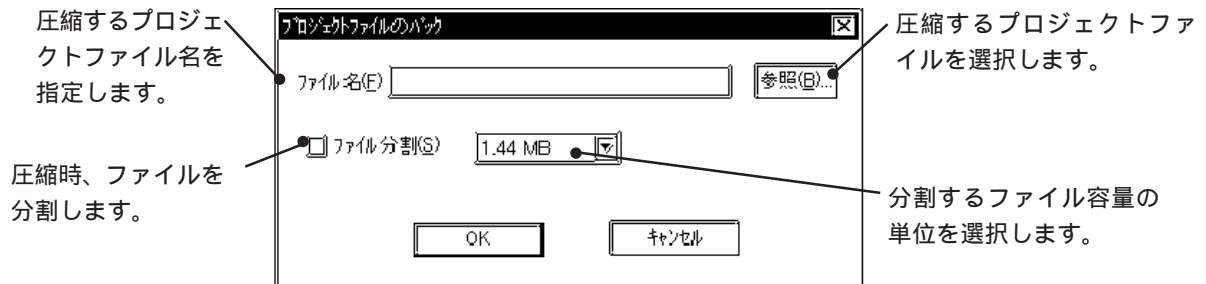 圧縮するプロジェ
クトファイル名を
指定します。
ﾌﾟﾛｼﾞｪｸﾄﾌｧｲﾙのﾊﾟｯｸ
圧縮するプロジェクトファ
イルを選択します。
ﾌｧｲﾙ名(F)
参照(B)...
ﾌｧｲﾙ分割(S)
1.44 MB
圧縮時、ファイルを
分割します。
分割するファイル容量の
単位を選択します。
OK
ｷｬﾝｾﾙ